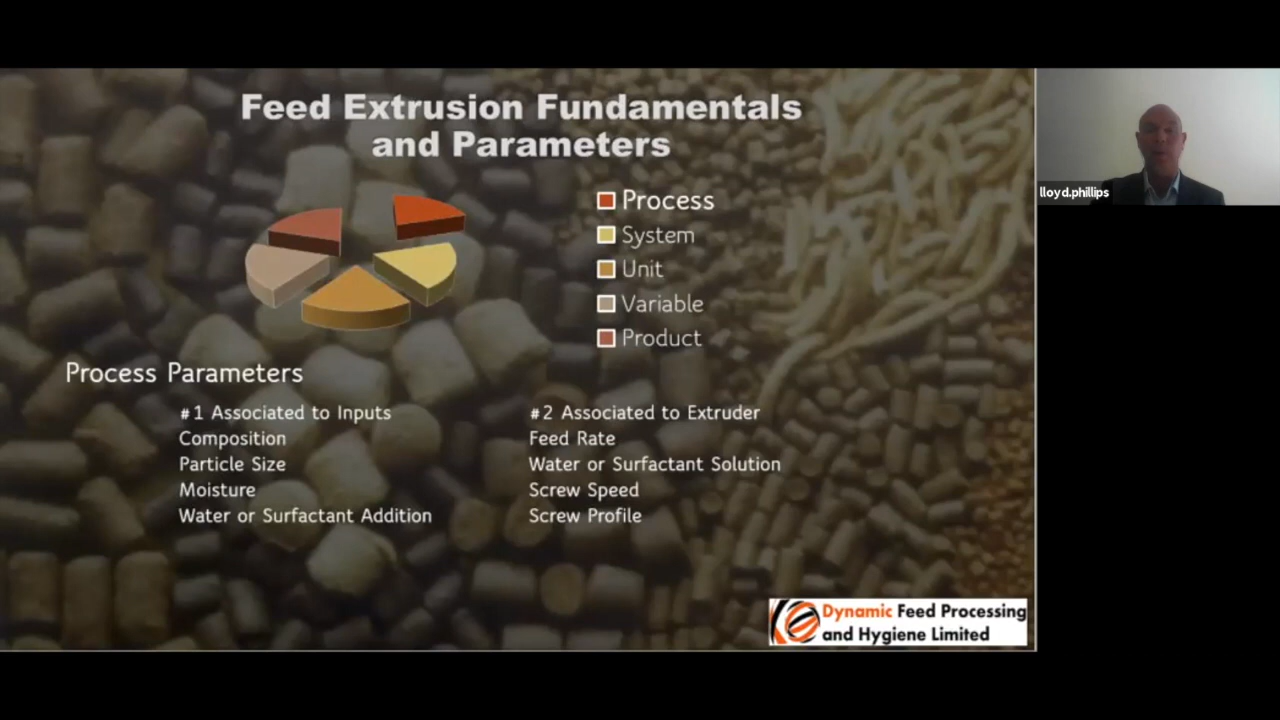 Feed Extrusion Fundamentals
and Parameters
Process
System
Unit
Variable
Product
Process Parameters
#1 Associated to Inputs
Composition
Particle Size
Moisture
Water or Surfactant Addition
#2 Associated to Extruder
Feed Rate
Water or Surfactant Solution
Screw Speed
Screw Profile
Dynamic Feed Processing
and Hygiene Limited
lloyd.phillips